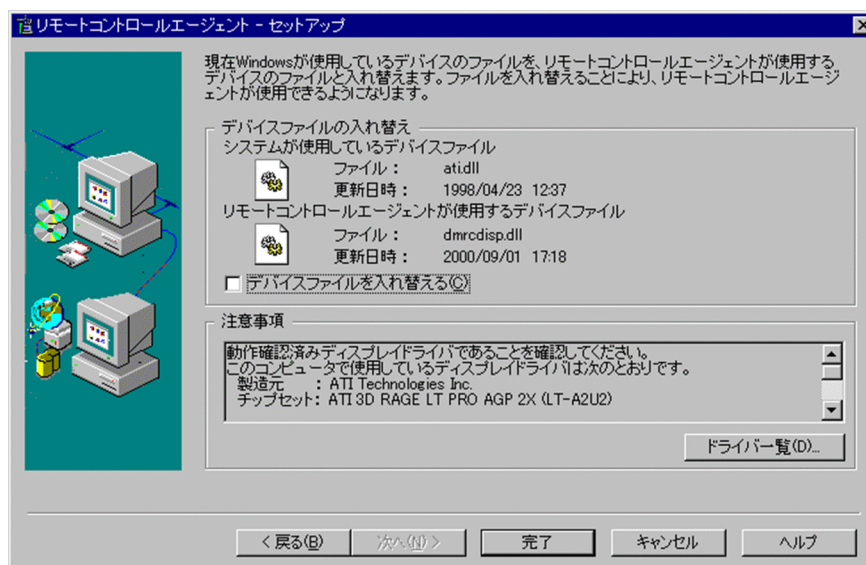 リモートコントロールエージェント - セットアップ
現在Windowsが使用しているデバイスのファイルを、リモートコントロールエージェントが使用する
デバイスのファイルと入れ替えます。ファイルを入れ替えることにより、リモートコントロールエージ
ェントが使用できるようになります。
デバイスファイルの入れ替え
システムが使用しているデバイスファイル
ファイル： ati.dll
更新日時： 1998/04/23 12:37
リモートコントロールエージェントが使用するデバイスファイル
ファイル： dmrcdisp.dll
更新日時： 2000/09/01 17:18
デバイスファイルを入れ替える(C)
注意事項
動作確認済みディスプレイドライバであることを確認してください。
このコンピュータで使用しているディスプレイドライバは次のとおりです。
製造元 ： ATI Technologies Inc.
チップセット： ATI 3D RAGE LT PRO AGP 2X (LT-A2U2)
ドライバ一覧(D)...
< 戻る(B) 次へ(N) > 完了 キャンセル ヘルプ